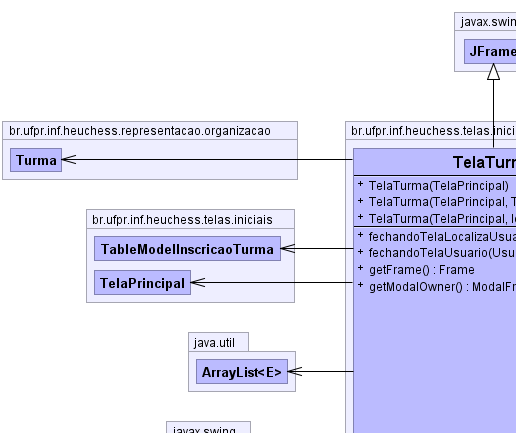 javax.swin
JFrame
br.ufpr.inf.heuchess.representacao.organizacao
Turma
br.ufpr.inf.heuchess.telas.inici
TelaTur
+ TelaTurma(TelaPrincipal)
+ TelaTurma(TelaPrincipal, T
+ TelaTurma(TelaPrincipal, 
+ fechandoTelaLocalizaUsua
+ fechandoTelaUsuario(Usu
+ getFrame() : Frame
+ getModalOwner() : ModalFr
br.ufpr.inf.heuchess.telas.iniciais
TableModelInscricaoTurma
TelaPrincipal
java.util
ArrayList<E>
javax.swing